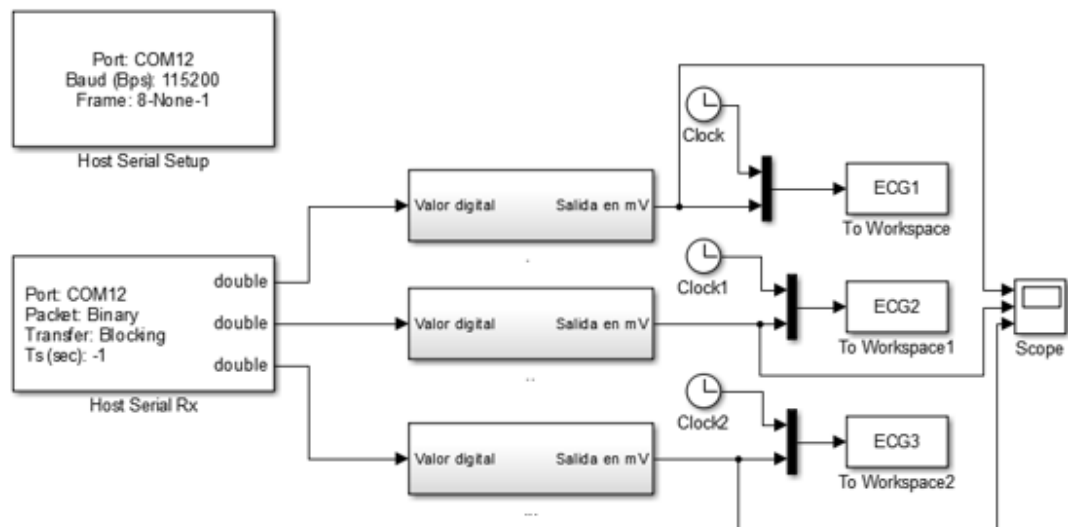 Port: COM12
Baud (Bps): 115200
Frame: 8-None-1
Host Serial Setup
Clock
ECG1
To Workspace
Valor digital Salida en mV
.
Port: COM12
Packet: Binary
Transfer: Blocking
Ts (sec): -1
double
double
double
Host Serial Rx
Clock1
ECG2
To Workspace1
Valor digital Salida en mV
..
Scope
Clock2
ECG3
To Workspace2
Valor digital Salida en mV
...